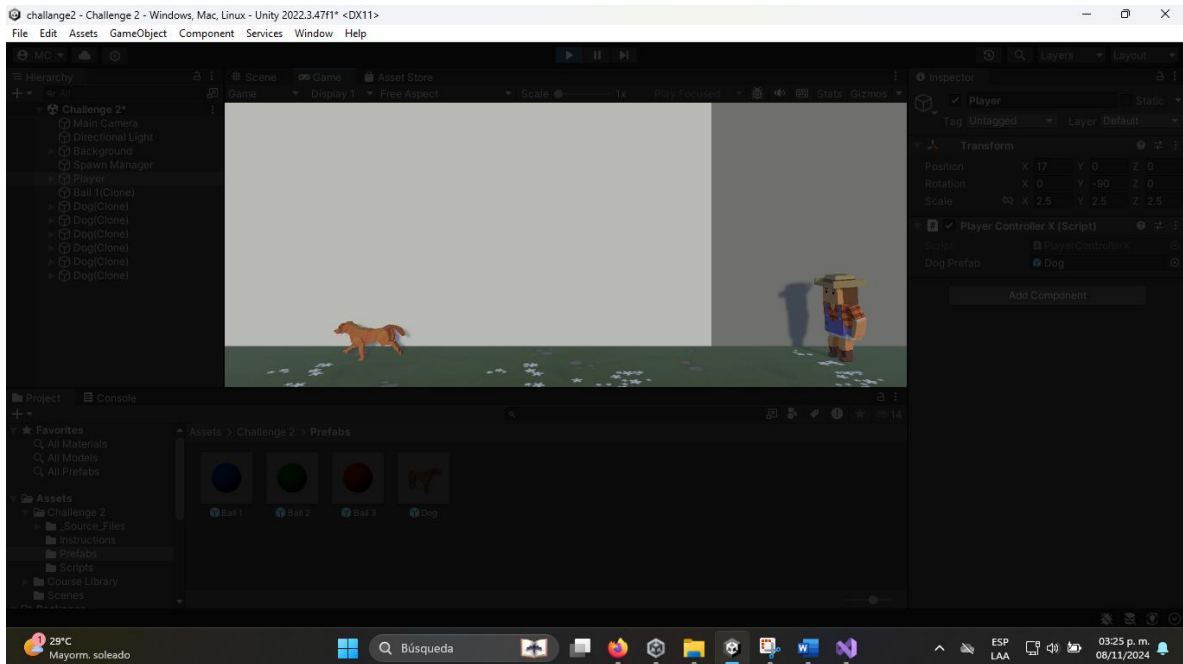 challange2 - Challenge 2 - Windows, Mac, Linux - Unity 2022.3.47f1* <DX11>
File Edit Assets GameObject Component Services Window Help
MC
Layers Layout
Hierarchy
All
Challenge 2*
Main Camera
Directional Light
Background
Spawn Manager
Player
Ball 1(Clone)
Dog(Clone)
Dog(Clone)
Dog(Clone)
Dog(Clone)
Dog(Clone)
Dog(Clone)
Scene Game Asset Store
Game Display 1 Free Aspect Scale 1x Play Focused Stats Gizmos
Inspector
Player Static
Tag Untagged Layer Default
Transform
Position X 17 Y 0 Z 0
Rotation X 0 Y -90 Z 0
Scale X 2.5 Y 2.5 Z 2.5
Player Controller X (Script)
Script PlayerControllerX
Dog Prefab Dog
Add Component
Project Console
14
Favorites
All Materials
All Models
All Prefabs
Assets
Challenge 2
_Source_Files
Instructions
Prefabs
Scripts
Course Library
Scenes
Packages
Assets > Challenge 2 > Prefabs
Ball 1 Ball 2 Ball 3 Dog
1
29°C
Mayorm. soleado
Búsqueda
ESP
LAA
03:25 p. m.
08/11/2024